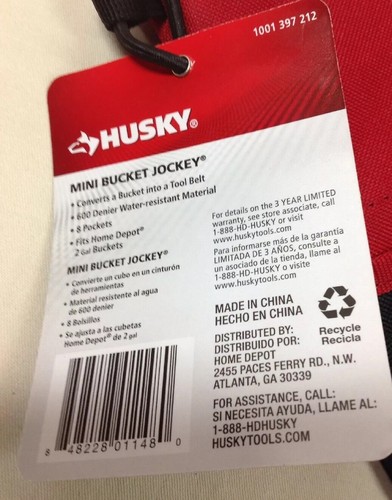 1001 397 212
HUSKY®
MINI BUCKET JOCKEY®
• Converts a Bucket into a Tool Belt
• 600 Denier Water-resistant Material
• 8 Pockets
• Fits Home Depot®
2 Gal Buckets
MINI BUCKET JOCKEY®
• Convierte un cubo en un cinturón
de herramientas
• Material resistente al agua
de 600 denier
• 8 Bolsillos
• Se ajusta a las cubetas
Home Depot® de 2 gal
For details on the 3 YEAR LIMITED
warranty, see store associate, call
1-888-HD-HUSKY or visit
www.huskytools.com
Para informarse más de la garantía
LIMITADA DE 3 AÑOS, consulte a
un asociado de la tienda, llame al
1-888-HD-HUSKY o visite
www.huskytools.com
MADE IN CHINA
HECHO EN CHINA
Recycle
Recicla
DISTRIBUTED BY:
DISTRIBUIDO POR:
HOME DEPOT
2455 PACES FERRY RD., N.W.
ATLANTA, GA 30339
FOR ASSISTANCE, CALL:
SI NECESITA AYUDA, LLAME AL:
1-888-HDHUSKY
HUSKYTOOLS.COM
8 48228 01148 0